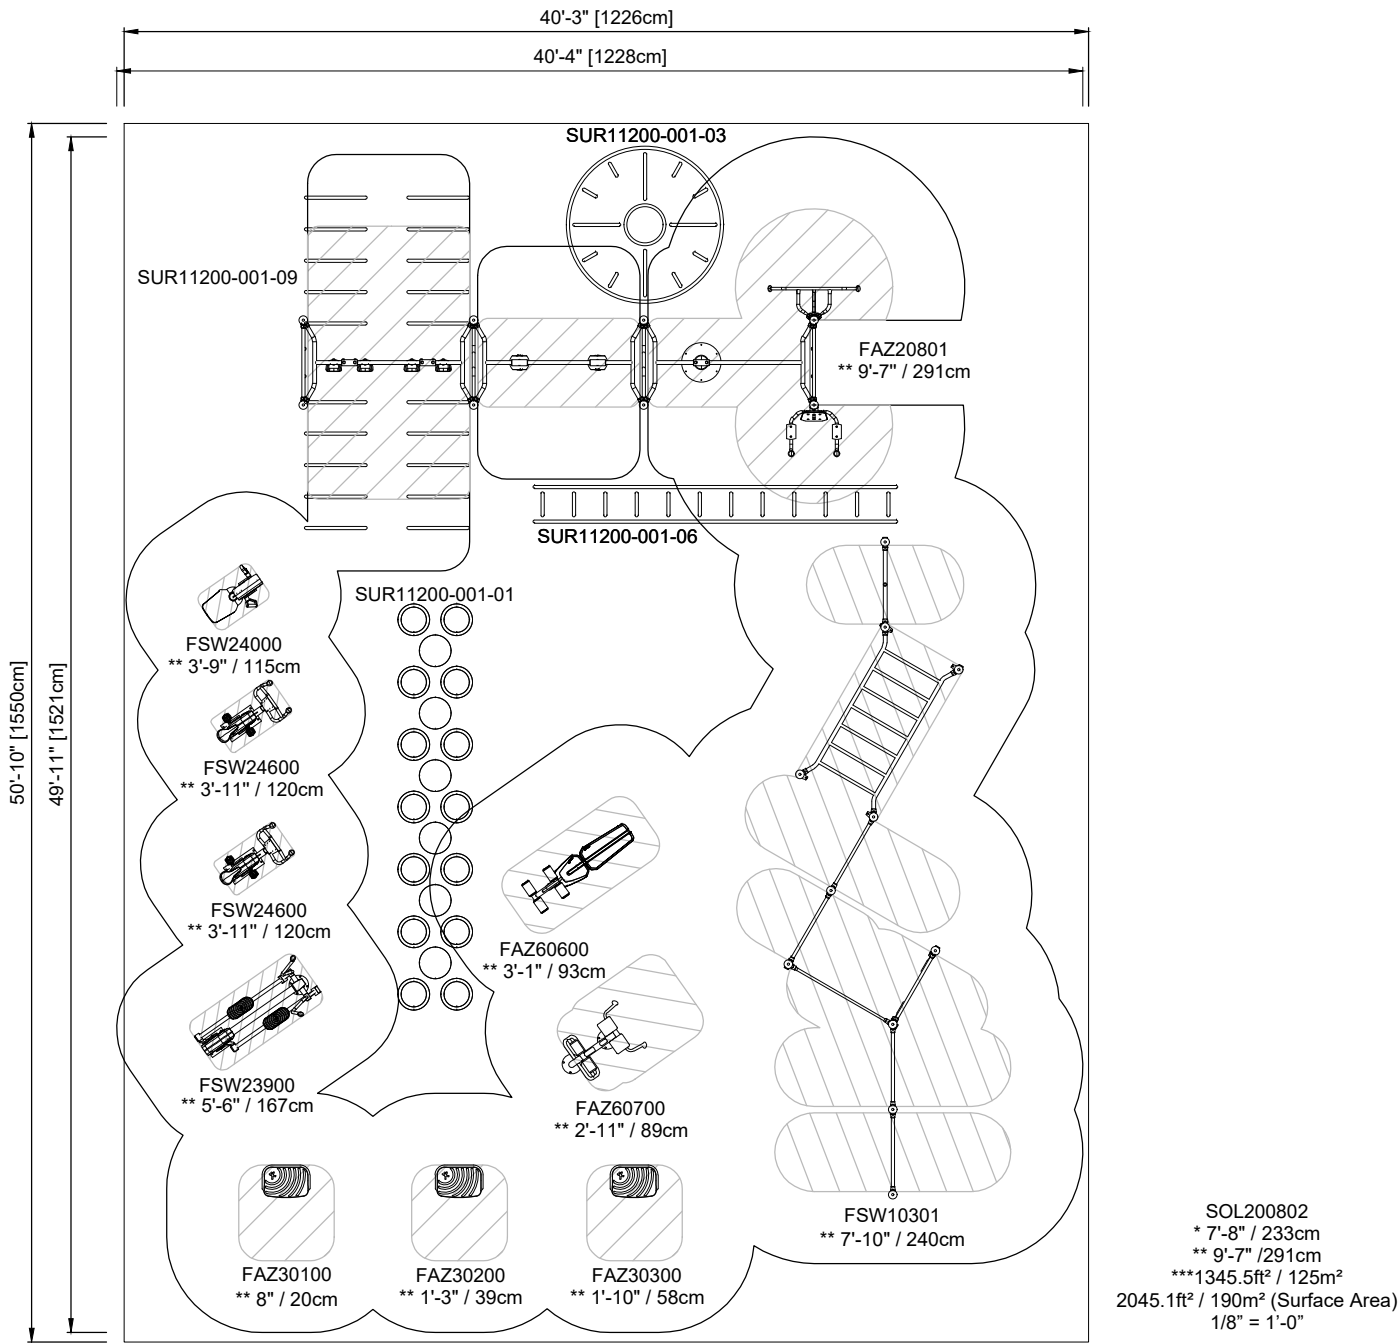 40'-3" [1226cm]
40'-4" [1228cm]
50'-10" [1550cm]
49'-11" [1521cm]
SUR11200-001-03
SUR11200-001-09
FAZ20801
** 9'-7" / 291cm
SUR11200-001-06
SUR11200-001-01
FSW24000
** 3'-9" / 115cm
FSW24600
** 3'-11" / 120cm
FSW24600
** 3'-11" / 120cm
FAZ60600
** 3'-1" / 93cm
FSW23900
** 5'-6" / 167cm
FAZ60700
** 2'-11" / 89cm
FSW10301
** 7'-10" / 240cm
FAZ30100
** 8" / 20cm
FAZ30200
** 1'-3" / 39cm
FAZ30300
** 1'-10" / 58cm
SOL200802
* 7'-8" / 233cm
** 9'-7" /291cm
***1345.5ft² / 125m²
2045.1ft² / 190m² (Surface Area)
1/8" = 1'-0"